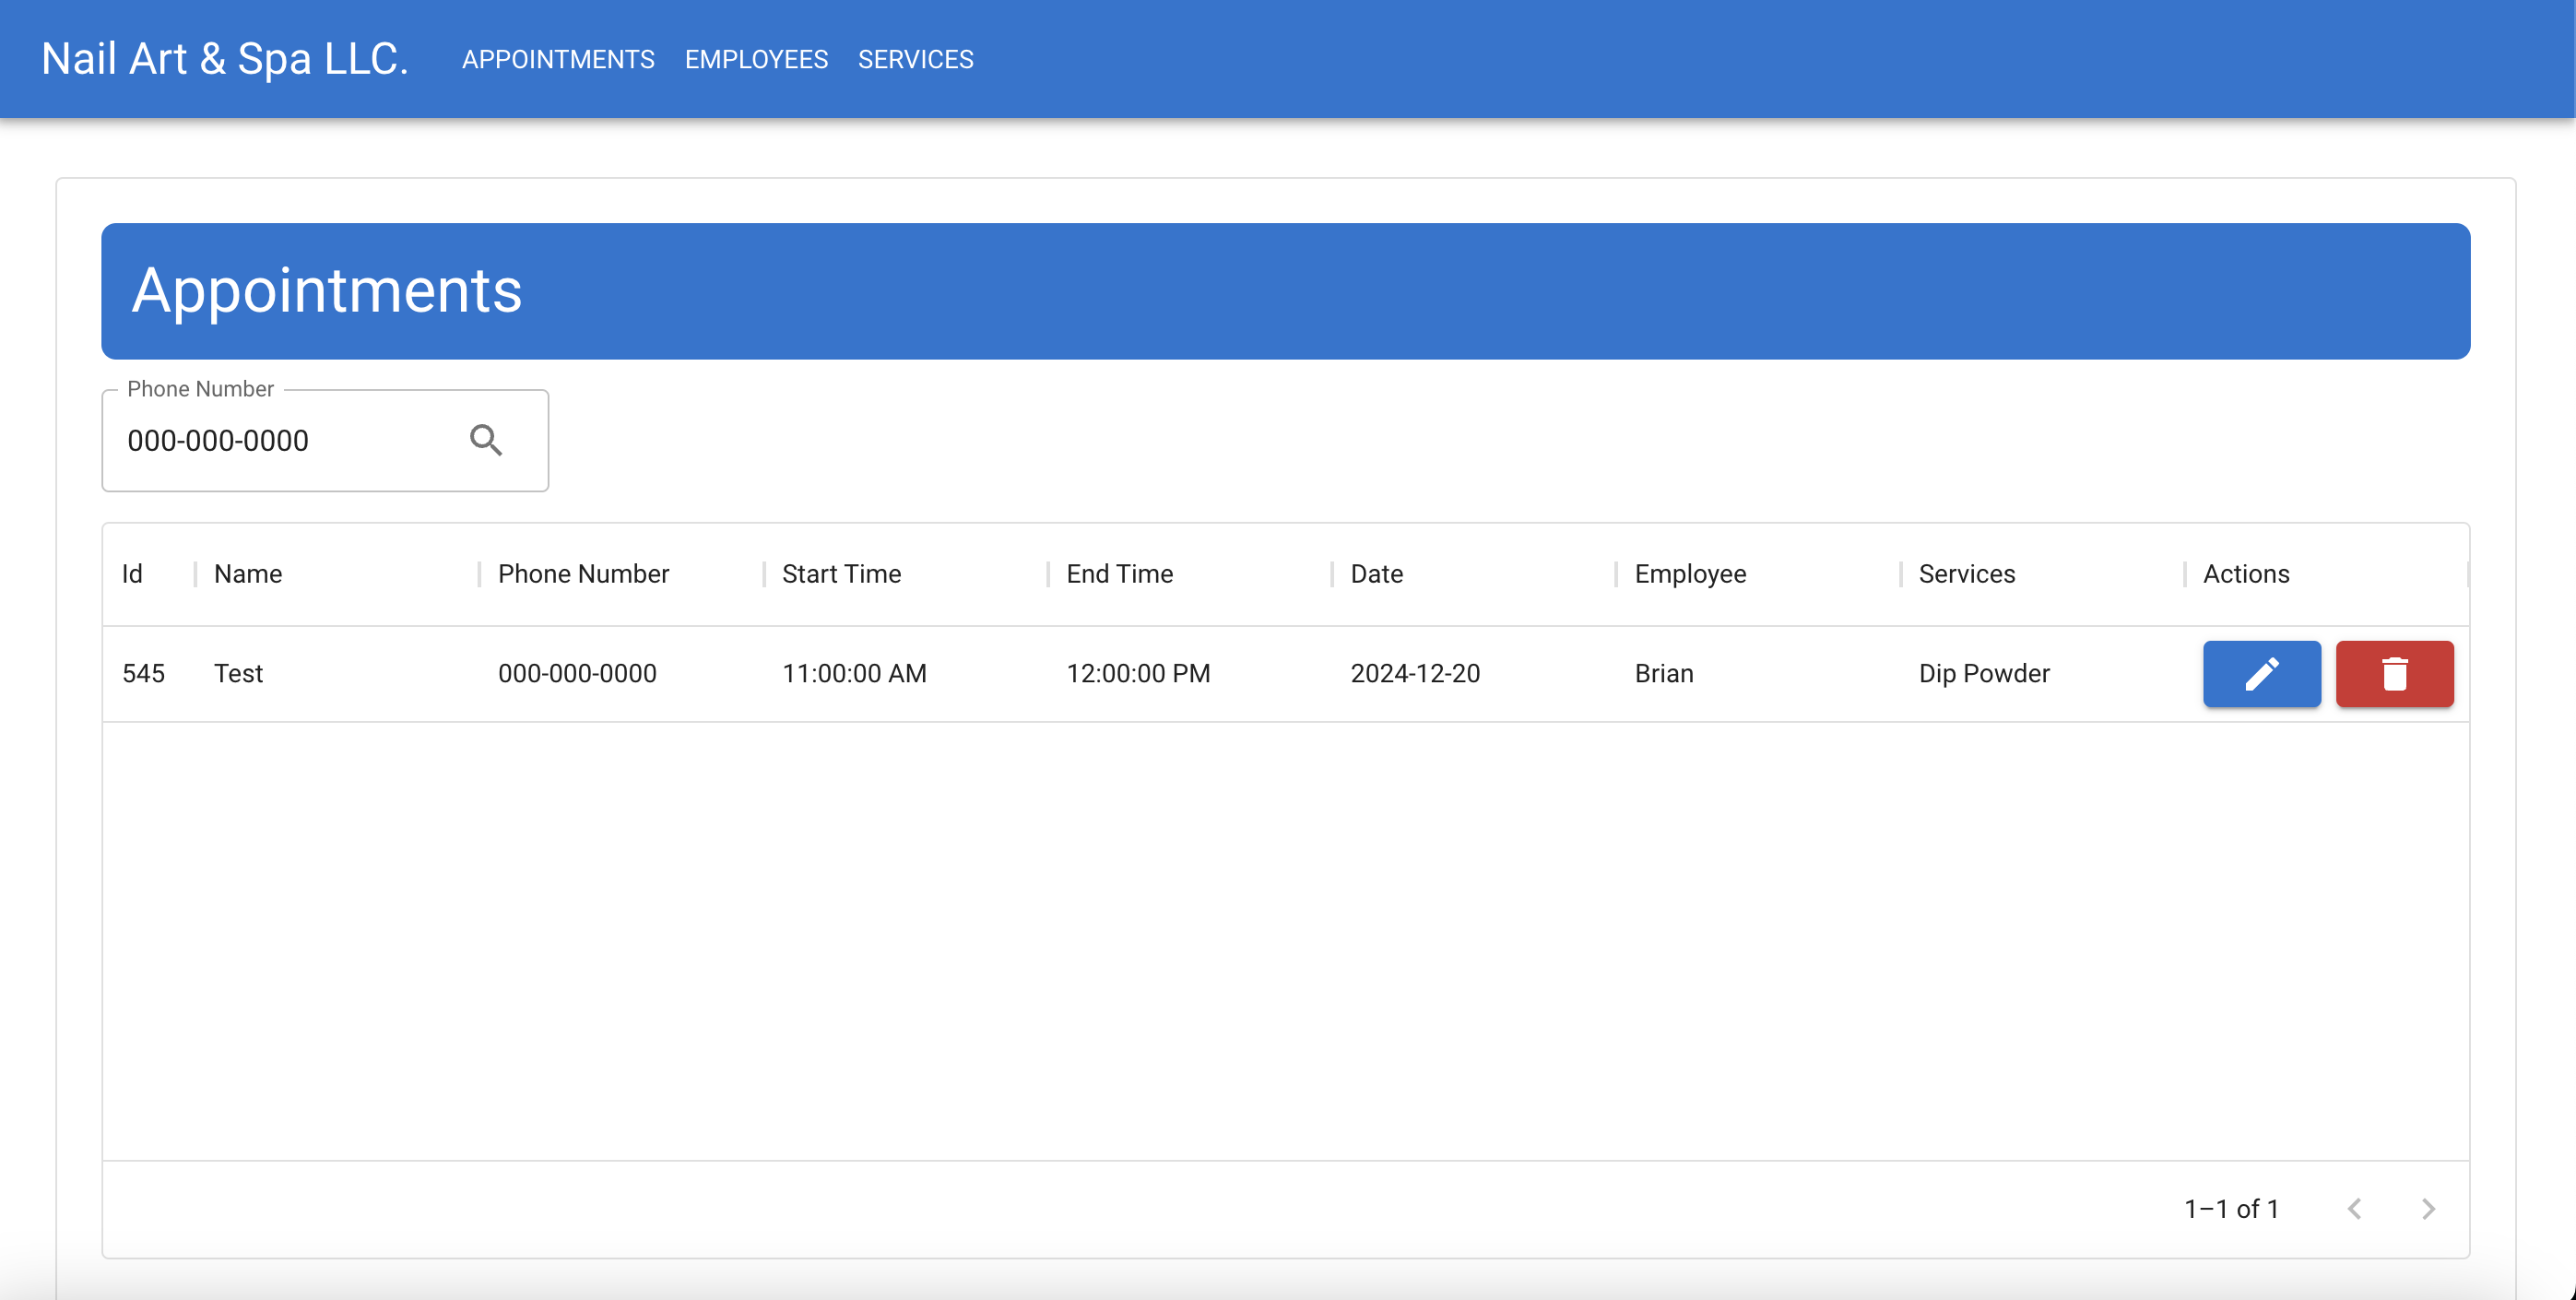 Nail Art & Spa LLC. APPOINTMENTS EMPLOYEES SERVICES
Appointments
Phone Number
000-000-0000
Id Name Phone Number Start Time End Time Date Employee Services Actions
545 Test 000-000-0000 11:00:00 AM 12:00:00 PM 2024-12-20 Brian Dip Powder
1–1 of 1